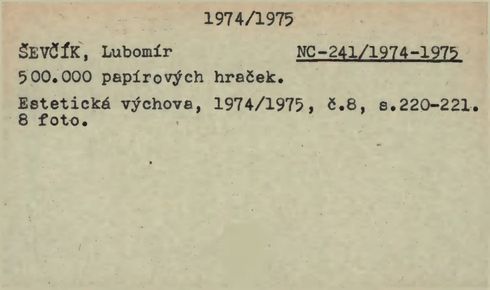 1974/1975
ŠEVČÍK, Lubomír NC-241/1974-1975
500.000 papírových hraček.
Estetická výchova, 1974/1975, č.8, s.220-221.
8 foto.